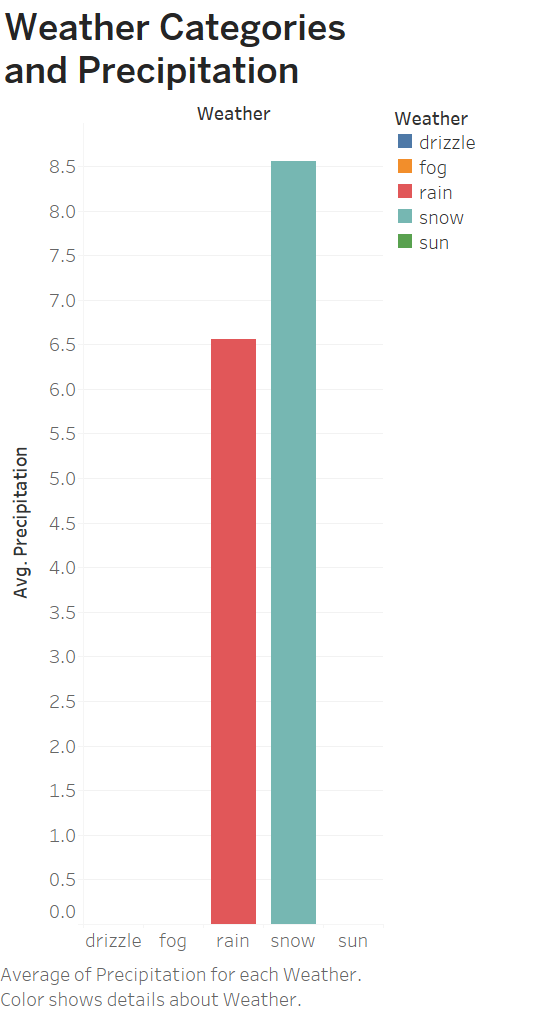 Weather Categories
and Precipitation
Weather
Weather
drizzle
fog
rain
snow
sun
Avg. Precipitation
8.5
8.0
7.5
7.0
6.5
6.0
5.5
5.0
4.5
4.0
3.5
3.0
2.5
2.0
1.5
1.0
0.5
0.0
drizzle fog rain snow sun
Average of Precipitation for each Weather.
Color shows details about Weather.